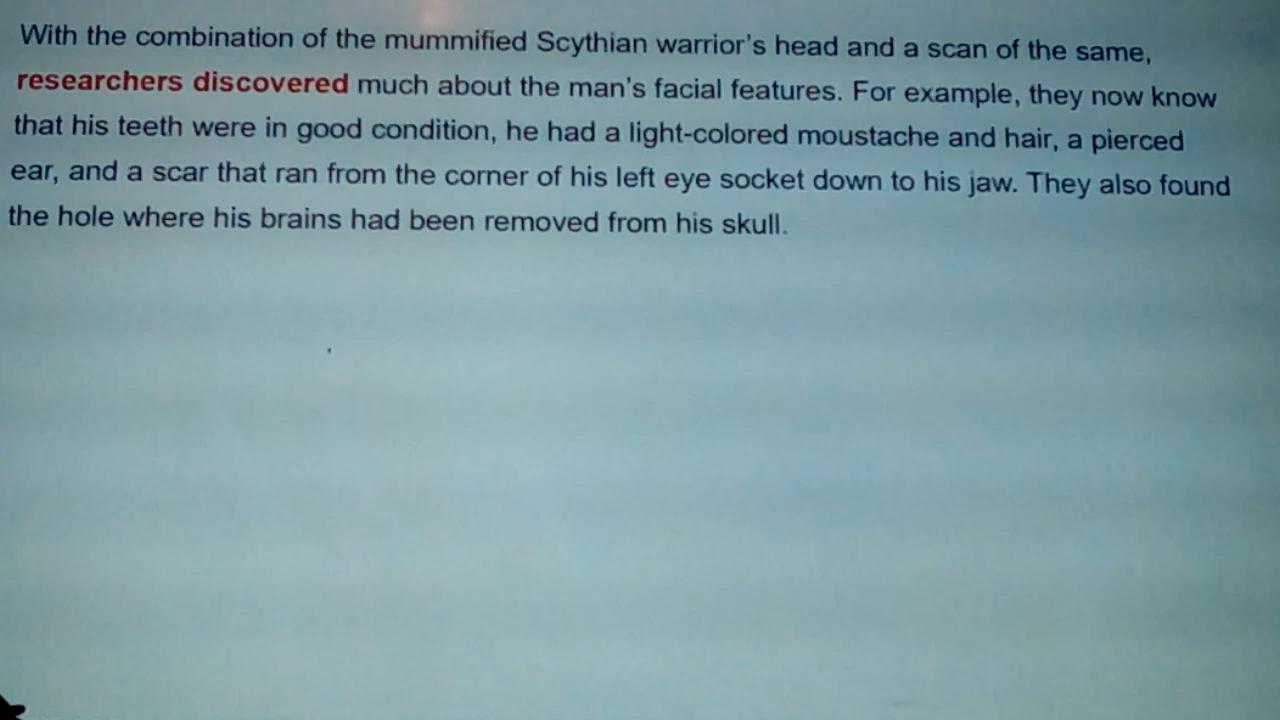 With the combination of the mummified Scythian warrior's head and a scan of the same,
researchers discovered much about the man's facial features. For example, they now know
that his teeth were in good condition, he had a light-colored moustache and hair, a pierced
ear, and a scar that ran from the corner of his left eye socket down to his jaw. They also found
the hole where his brains had been removed from his skull.